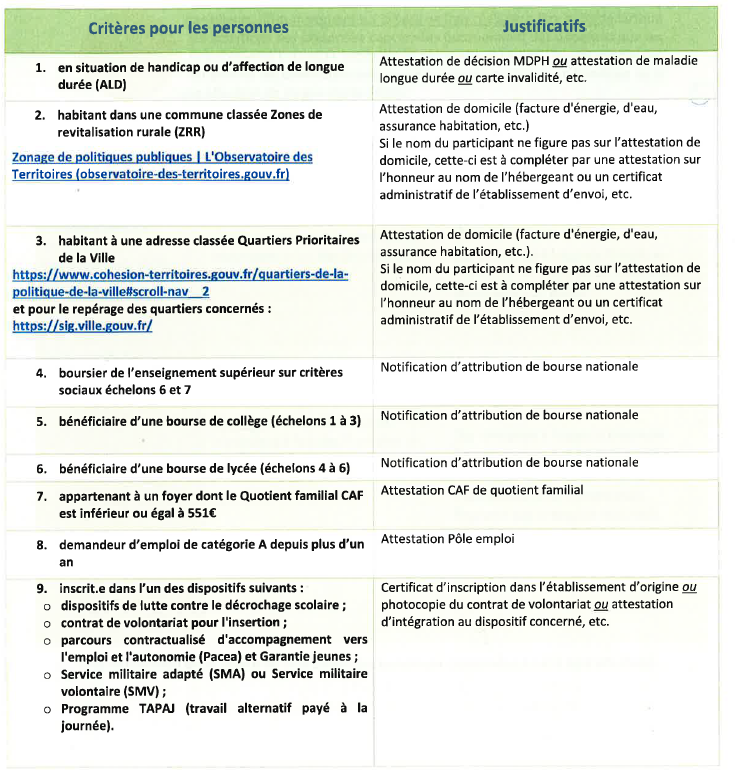 Critères pour les personnes
Justificatifs
1. en situation de handicap ou d'affection de longue
durée (ALD)
Attestation de décision MDPH ou attestation de maladie
longue durée ou carte invalidité, etc.
2. habitant dans une commune classée Zones de
revitalisation rurale (ZRR)
Zonage de politiques publiques | L'Observatoire des
Territoires (observatoire-des-territoires.gouv.fr)
Attestation de domicile (facture d'énergie, d'eau,
assurance habitation, etc.)
Si le nom du participant ne figure pas sur l'attestation de
domicile, cette-ci est à compléter par une attestation sur
l'honneur au nom de l'hébergeant ou un certificat
administratif de l'établissement d'envoi, etc.
3. habitant à une adresse classée Quartiers Prioritaires
de la Ville
https://www.cohesion-territoires.gouv.fr/quartiers-de-la-
politique-de-la-ville#scroll-nav__2
et pour le repérage des quartiers concernés :
https://sig.ville.gouv.fr/
Attestation de domicile (facture d'énergie, d'eau,
assurance habitation, etc.).
Si le nom du participant ne figure pas sur l'attestation de
domicile, cette-ci est à compléter par une attestation sur
l'honneur au nom de l'hébergeant ou un certificat
administratif de l'établissement d'envoi, etc.
4. boursier de l'enseignement supérieur sur critères
sociaux échelons 6 et 7
Notification d'attribution de bourse nationale
5. bénéficiaire d'une bourse de collège (échelons 1 à 3)
Notification d'attribution de bourse nationale
6. bénéficiaire d'une bourse de lycée (échelons 4 à 6)
Notification d'attribution de bourse nationale
7. appartenant à un foyer dont le Quotient familial CAF
est inférieur ou égal à 551€
Attestation CAF de quotient familial
8. demandeur d'emploi de catégorie A depuis plus d'un
an
Attestation Pôle emploi
9. inscrit.e dans l'un des dispositifs suivants :
o dispositifs de lutte contre le décrochage scolaire ;
o contrat de volontariat pour l'insertion ;
o parcours contractualisé d'accompagnement vers
l'emploi et l'autonomie (Pacea) et Garantie jeunes ;
o Service militaire adapté (SMA) ou Service militaire
volontaire (SMV) ;
o Programme TAPAJ (travail alternatif payé à la
journée).
Certificat d'inscription dans l'établissement d'origine ou
photocopie du contrat de volontariat ou attestation
d'intégration au dispositif concerné, etc.